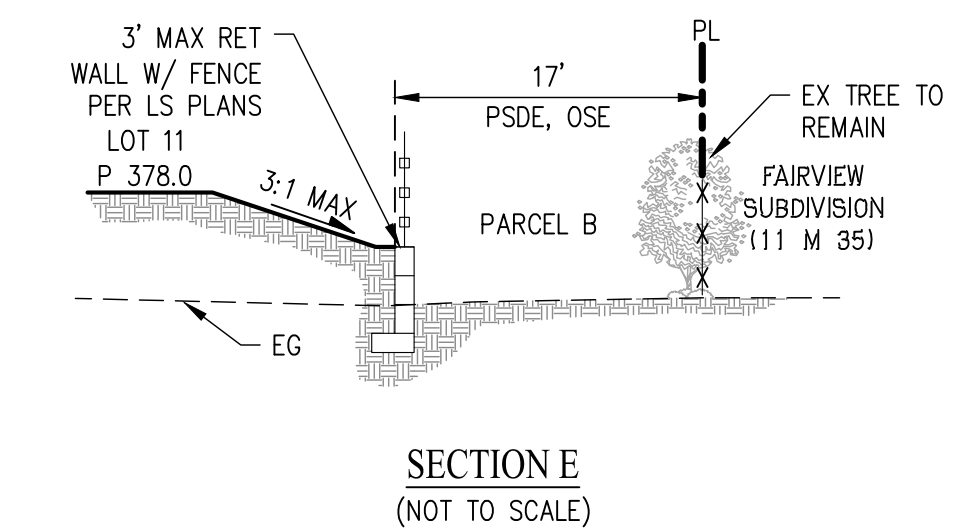 3' MAX RET
WALL W/ FENCE
PER LS PLANS
LOT 11
P 378.0
3:1 MAX
17'
PSDE, OSE
PL
EX TREE TO
REMAIN
FAIRVIEW
SUBDIVISION
(11 M 35)
PARCEL B
EG
SECTION E
(NOT TO SCALE)